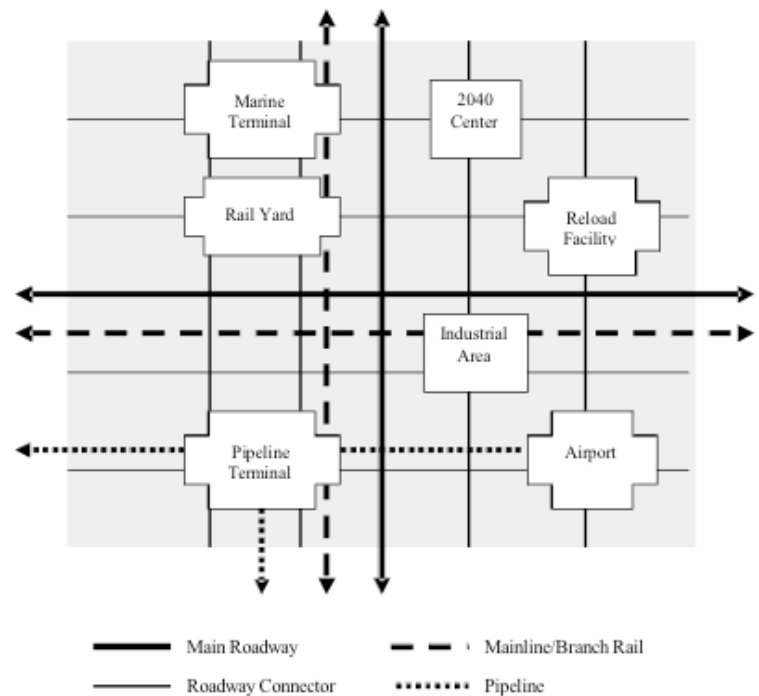 Marine
Terminal
2040
Center
Rail Yard
Reload
Facility
Industrial
Area
Pipeline
Terminal
Airport
Main Roadway
Mainline/Branch Rail
Roadway Connector
Pipeline